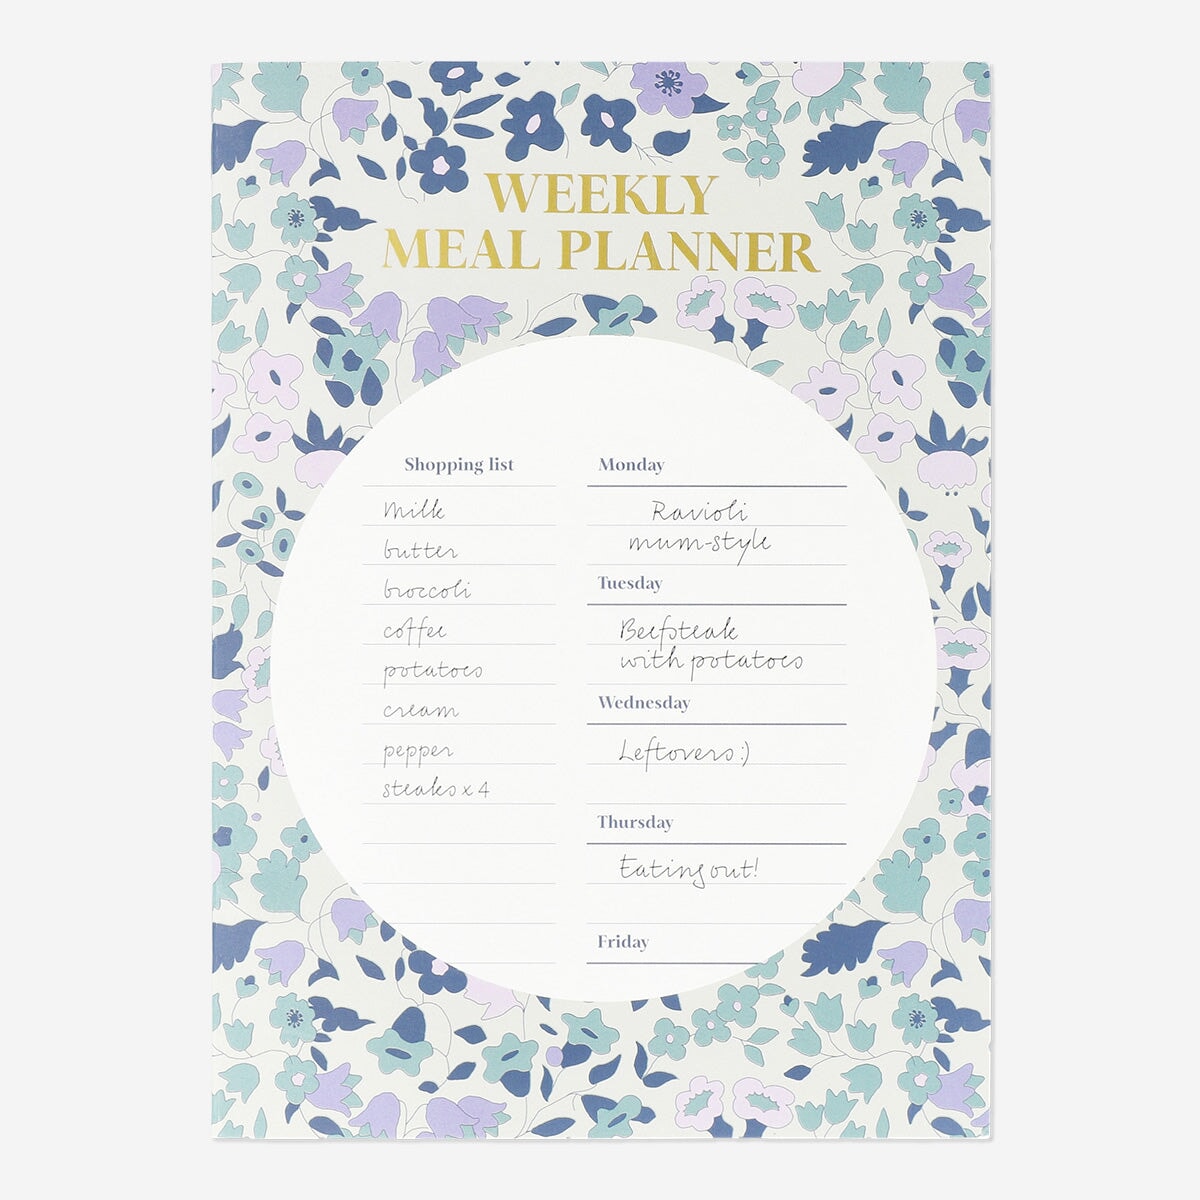 WEEKLY
MEAL PLANNER
Shopping list
milk
butter
broccoli
coffee
potatoes
cream
pepper
steaks x 4
Monday
Ravioli
mum-style
Tuesday
Beefsteak
with potatoes
Wednesday
Leftovers :)
Thursday
Eating out!
Friday